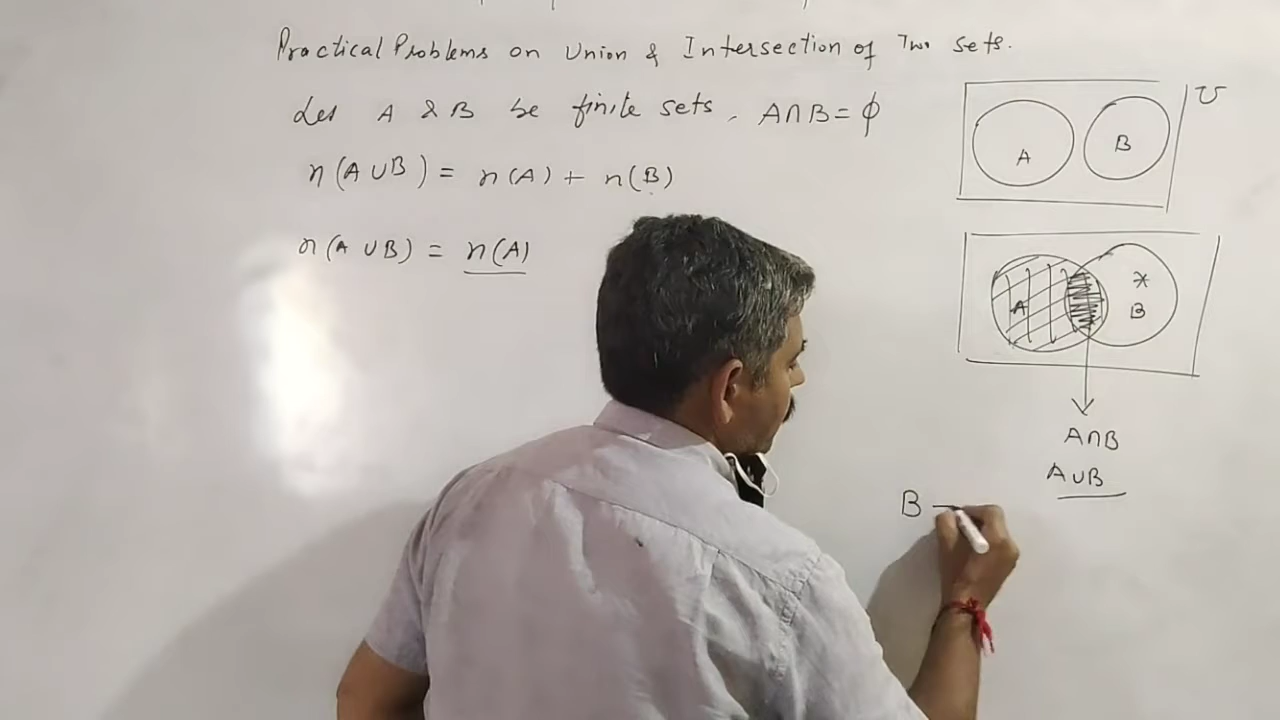 Practical Problems on Union & Intersection of Two sets.
Let A & B be finite sets, A∩B = ϕ
n(A∪B) = n(A) + n(B)
n(A∪B) = n(A)
A B U
A * B
A∩B
A∪B
B –